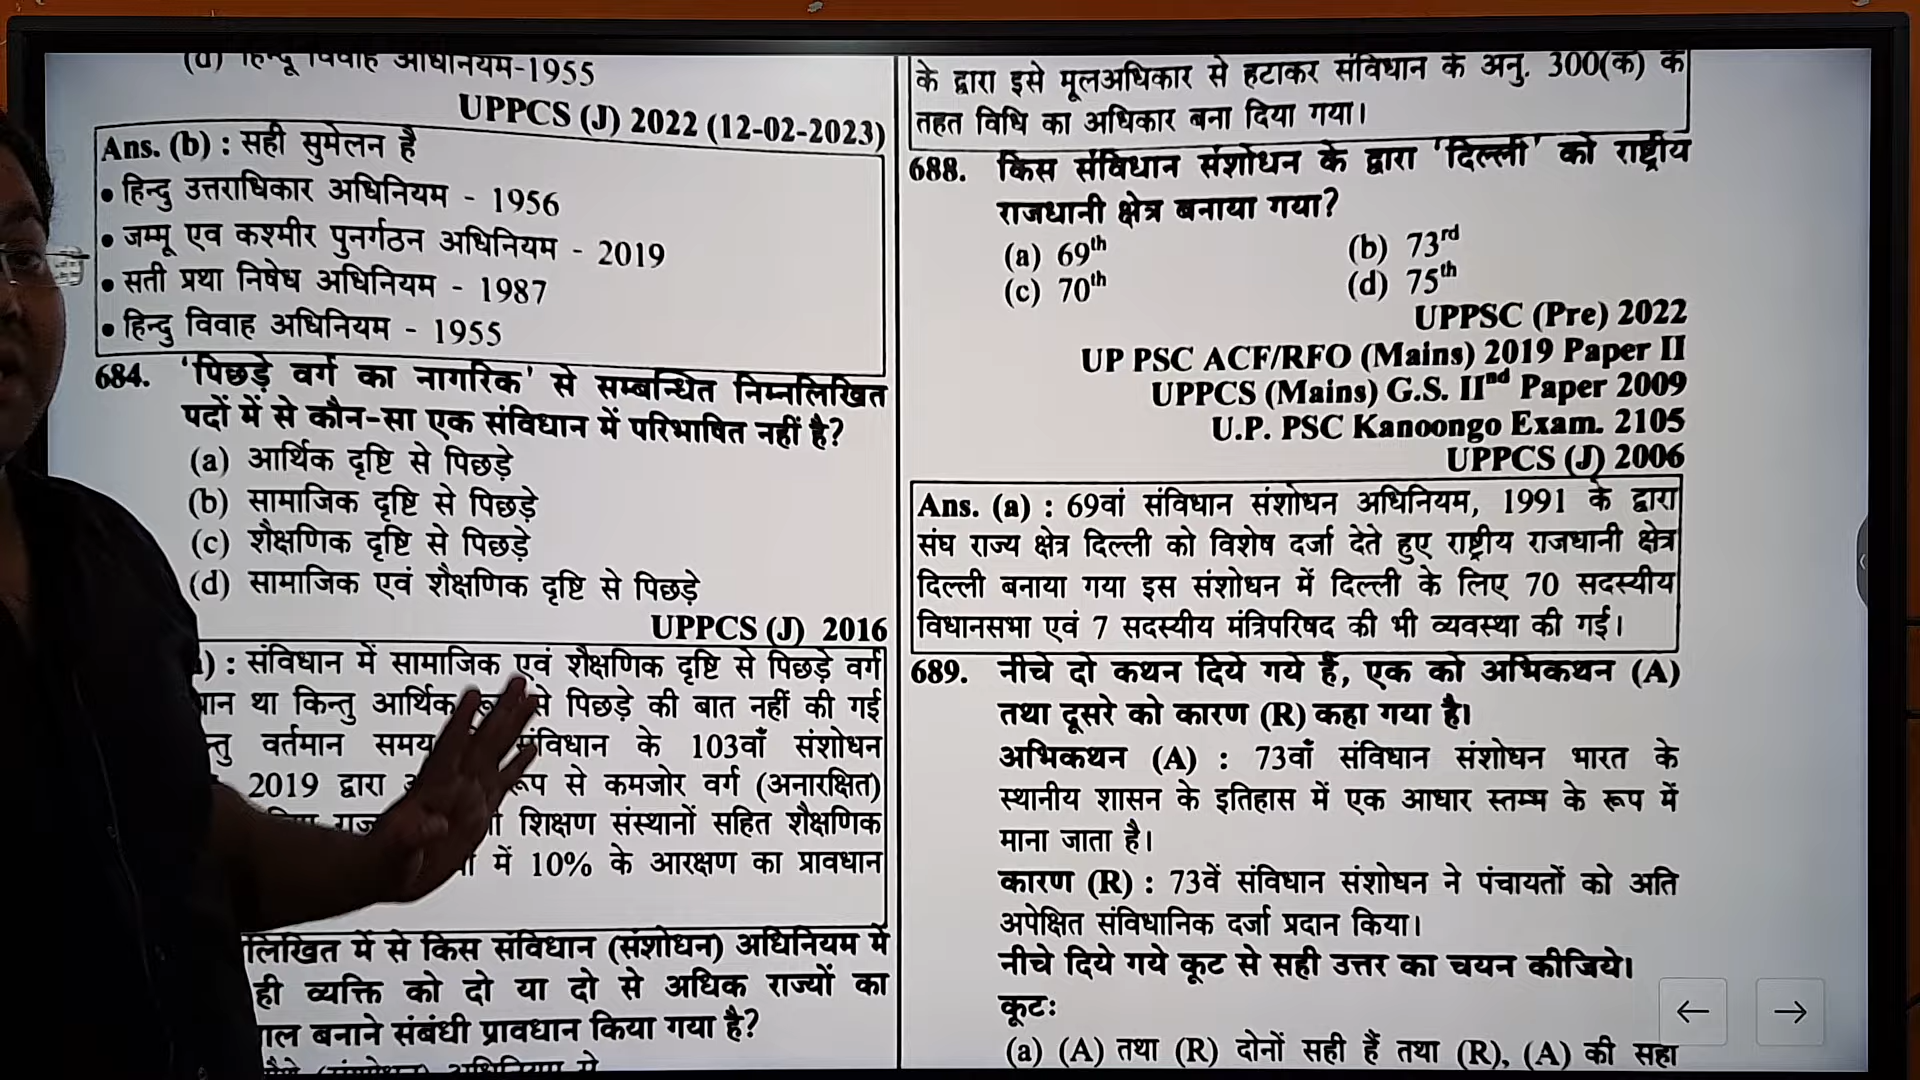 (d) हिन्दू विवाह अधिनियम-1955
UPPCS (J) 2022 (12-02-2023)
Ans. (b) : सही सुमेलन है
• हिन्दु उत्तराधिकार अधिनियम - 1956
• जम्मू एव कश्मीर पुनर्गठन अधिनियम - 2019
• सती प्रथा निषेध अधिनियम - 1987
• हिन्दु विवाह अधिनियम - 1955
684. 'पिछड़े वर्ग का नागरिक' से सम्बन्धित निम्नलिखित
पदों में से कौन-सा एक संविधान में परिभाषित नहीं है?
(a) आर्थिक दृष्टि से पिछड़े
(b) सामाजिक दृष्टि से पिछड़े
(c) शैक्षणिक दृष्टि से पिछड़े
(d) सामाजिक एवं शैक्षणिक दृष्टि से पिछड़े
UPPCS (J) 2016
) : संविधान में सामाजिक एवं शैक्षणिक दृष्टि से पिछड़े वर्ग
था किन्तु आर्थिक से पिछड़े की बात नहीं की गई
वर्तमान समय संविधान के 103वाँ संशोधन
2019 द्वारा रूप से कमजोर वर्ग (अनारक्षित)
शिक्षण संस्थानों सहित शैक्षणिक
में 10% के आरक्षण का प्रावधान
लिखित में से किस संविधान (संशोधन) अधिनियम में
ही व्यक्ति को दो या दो से अधिक राज्यों का
बनाने संबंधी प्रावधान किया गया है?
(संशोधन) अधिनियम ने
के द्वारा इसे मूलअधिकार से हटाकर संविधान के अनु. 300(क) के
तहत विधि का अधिकार बना दिया गया।
688. किस संविधान संशोधन के द्वारा 'दिल्ली' को राष्ट्रीय
राजधानी क्षेत्र बनाया गया?
(a) 69th (b) 73rd
(c) 70th (d) 75th
UPPSC (Pre) 2022
UP PSC ACF/RFO (Mains) 2019 Paper II
UPPCS (Mains) G.S. IInd Paper 2009
U.P. PSC Kanoongo Exam. 2105
UPPCS (J) 2006
Ans. (a) : 69वां संविधान संशोधन अधिनियम, 1991 के द्वारा
संघ राज्य क्षेत्र दिल्ली को विशेष दर्जा देते हुए राष्ट्रीय राजधानी क्षेत्र
दिल्ली बनाया गया इस संशोधन में दिल्ली के लिए 70 सदस्यीय
विधानसभा एवं 7 सदस्यीय मंत्रिपरिषद की भी व्यवस्था की गई।
689. नीचे दो कथन दिये गये हैं, एक को अभिकथन (A)
तथा दूसरे को कारण (R) कहा गया है।
अभिकथन (A) : 73वाँ संविधान संशोधन भारत के
स्थानीय शासन के इतिहास में एक आधार स्तम्भ के रूप में
माना जाता है।
कारण (R) : 73वें संविधान संशोधन ने पंचायतों को अति
अपेक्षित संविधानिक दर्जा प्रदान किया।
नीचे दिये गये कूट से सही उत्तर का चयन कीजिये।
कूटः
(a) (A) तथा (R) दोनों सही हैं तथा (R), (A) की सहा